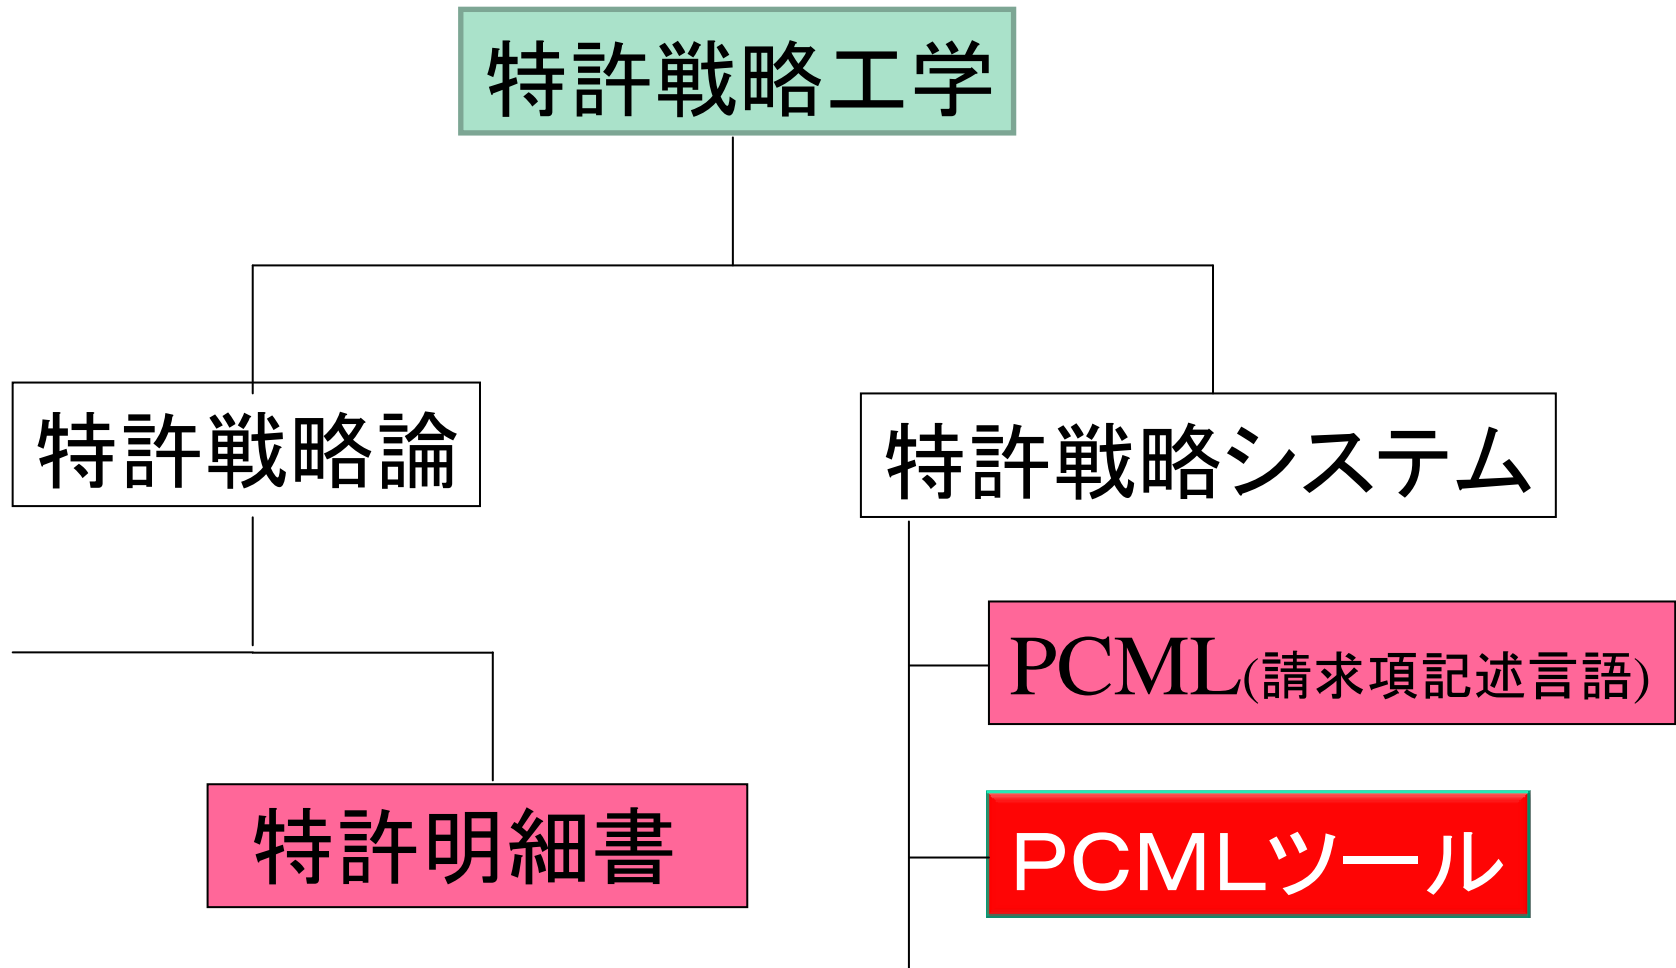 特許戦略工学
特許戦略論
特許戦略システム
PCML(請求項記述言語)
特許明細書
PCMLツール